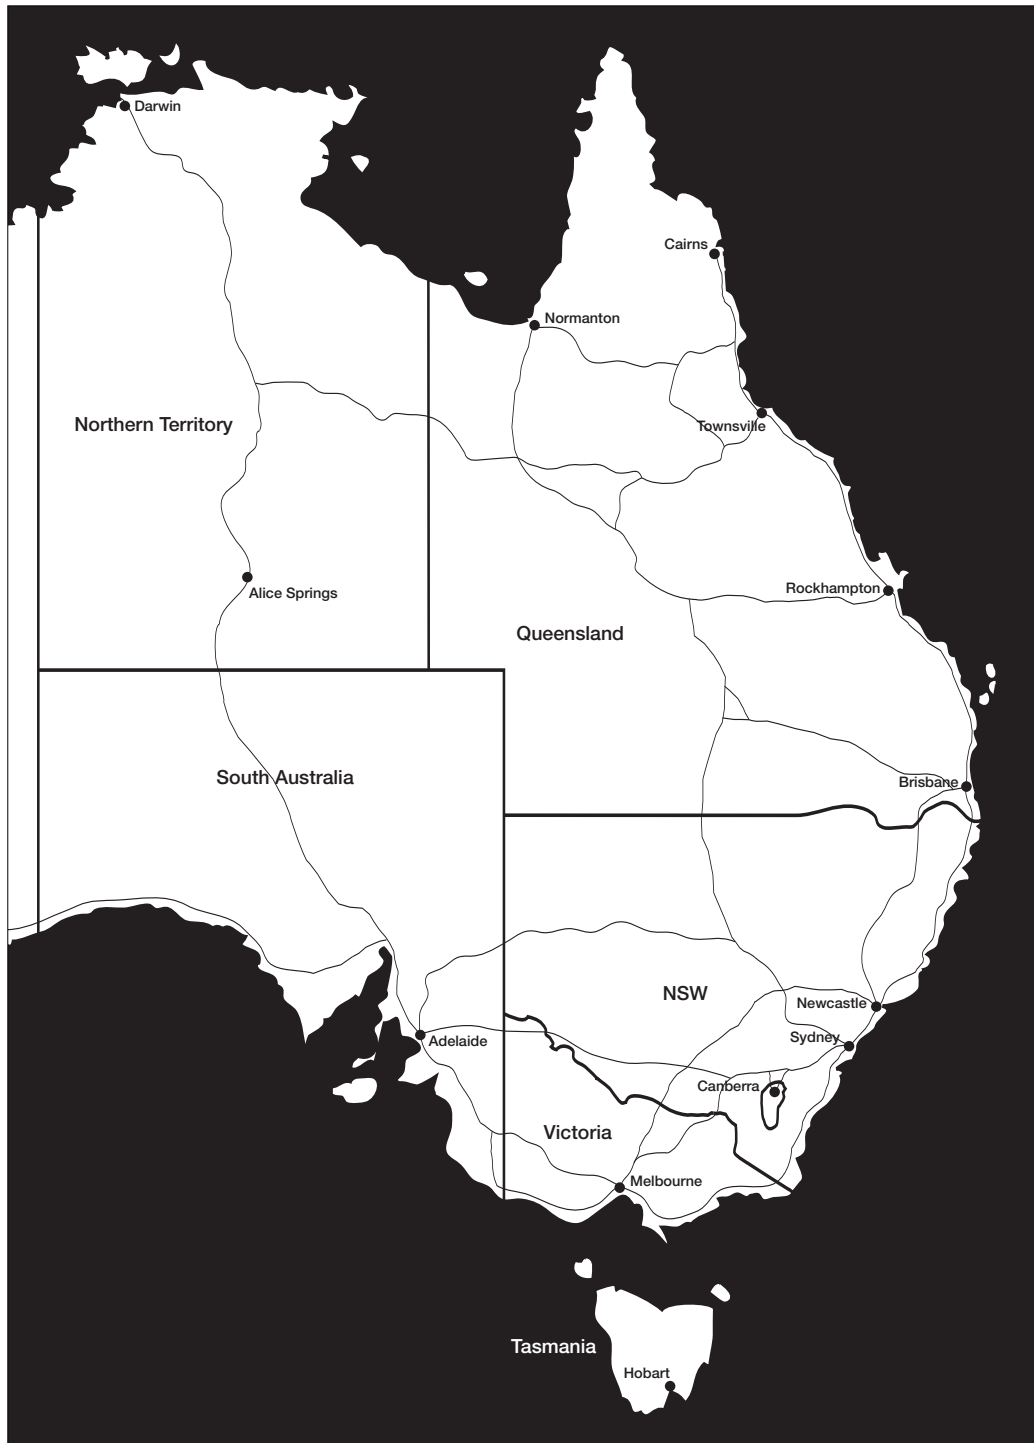 Darwin
Cairns
Normanton
Northern Territory
Townsville
Alice Springs
Rockhampton
Queensland
South Australia
Brisbane
NSW
Newcastle
Sydney
Adelaide
Canberra
Victoria
Melbourne
Tasmania
Hobart